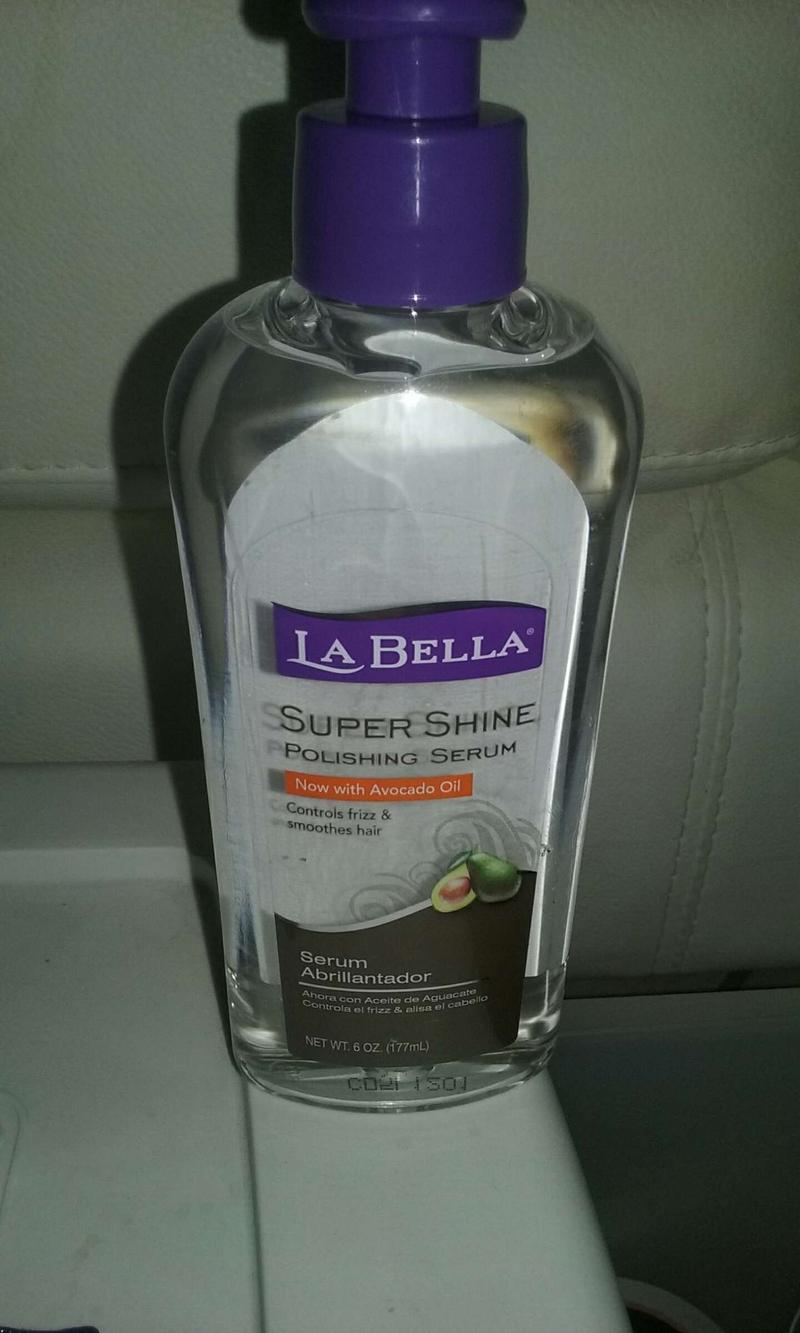 LA BELLA®
SUPER SHINE
POLISHING SERUM
Now with Avocado Oil
Controls frizz &
smoothes hair
Serum
Abrillantador
Ahora con Aceite de Aguacate
Controla el frizz & alisa el cabello
NET WT. 6 OZ. (177mL)